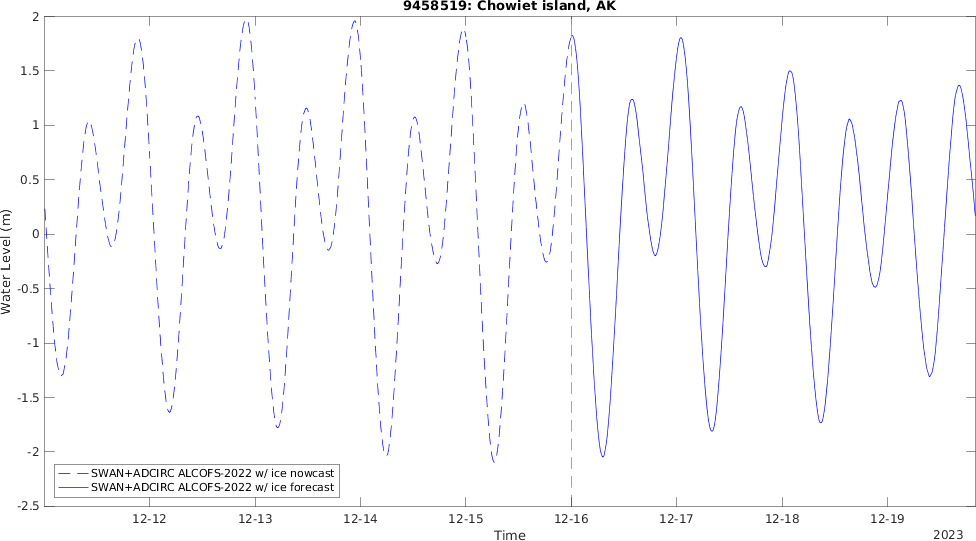 9458519: Chowiet island, AK
2
1.5
1
0.5
0
-0.5
-1
-1.5
-2
-2.5
Water Level (m)
SWAN+ADCIRC ALCOFS-2022 w/ ice nowcast
SWAN+ADCIRC ALCOFS-2022 w/ ice forecast
12-12 12-13 12-14 12-15 12-16 12-17 12-18 12-19
Time
2023